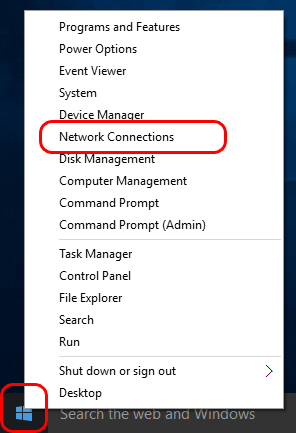 Programs and Features
Power Options
Event Viewer
System
Device Manager
Network Connections
Disk Management
Computer Management
Command Prompt
Command Prompt (Admin)
Task Manager
Control Panel
File Explorer
Search
Run
Shut down or sign out
Desktop
Search the web and Windows